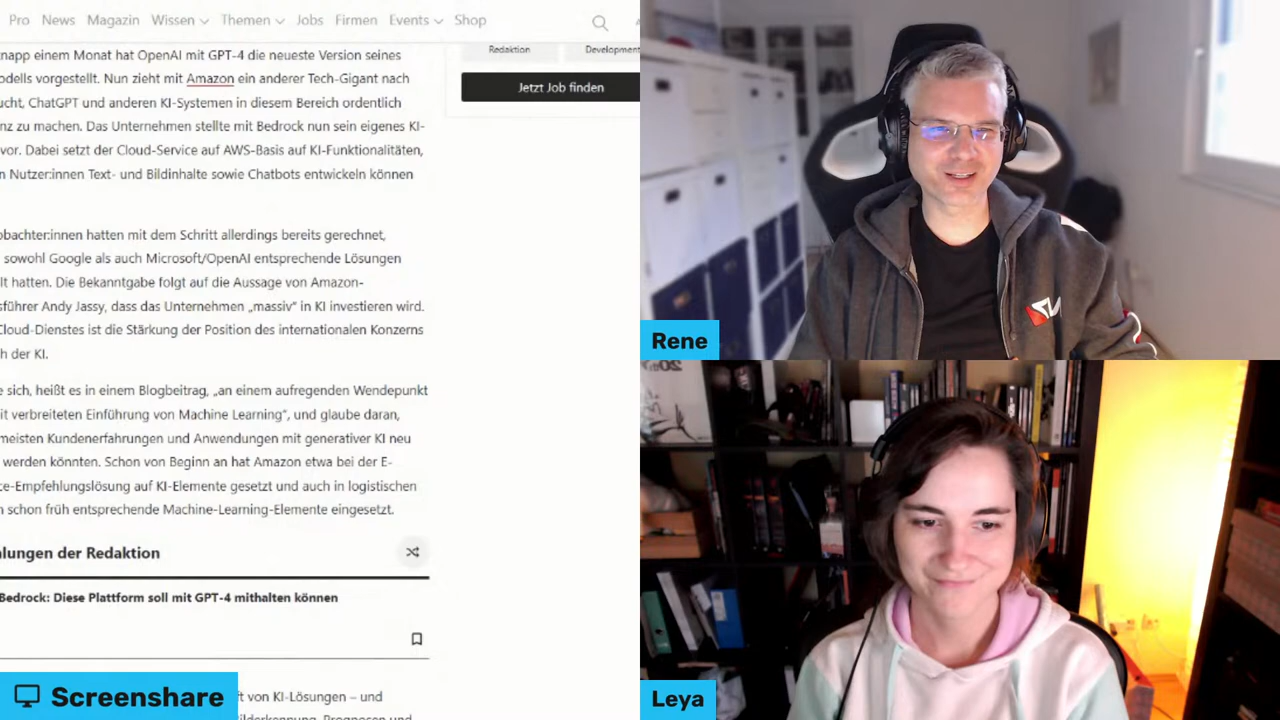 Pro News Magazin Wissen Themen Jobs Firmen Events Shop
napp einem Monat hat OpenAI mit GPT-4 die neueste Version seines
odells vorgestellt. Nun zieht mit Amazon ein anderer Tech-Gigant nach
ucht, ChatGPT und anderen KI-Systemen in diesem Bereich ordentlich
nz zu machen. Das Unternehmen stellte mit Bedrock nun sein eigenes KI-
vor. Dabei setzt der Cloud-Service auf AWS-Basis auf KI-Funktionalitäten,
n Nutzer:innen Text- und Bildinhalte sowie Chatbots entwickeln können
obachter:innen hatten mit dem Schritt allerdings bereits gerechnet,
sowohl Google als auch Microsoft/OpenAI entsprechende Lösungen
lt hatten. Die Bekanntgabe folgt auf die Aussage von Amazon-
sführer Andy Jassy, dass das Unternehmen „massiv“ in KI investieren wird.
Cloud-Dienstes ist die Stärkung der Position des internationalen Konzerns
h der KI.
e sich, heißt es in einem Blogbeitrag, „an einem aufregenden Wendepunkt
it verbreiteten Einführung von Machine Learning“, und glaube daran,
meisten Kundenerfahrungen und Anwendungen mit generativer KI neu
werden könnten. Schon von Beginn an hat Amazon etwa bei der E-
ce-Empfehlungslösung auf KI-Elemente gesetzt und auch in logistischen
n schon früh entsprechende Machine-Learning-Elemente eingesetzt.
lungen der Redaktion
Bedrock: Diese Plattform soll mit GPT-4 mithalten können
ft von KI-Lösungen – und
ilderkennung, Prognosen und
Screenshare
Redaktion
Development
Jetzt Job finden
Rene
Leya